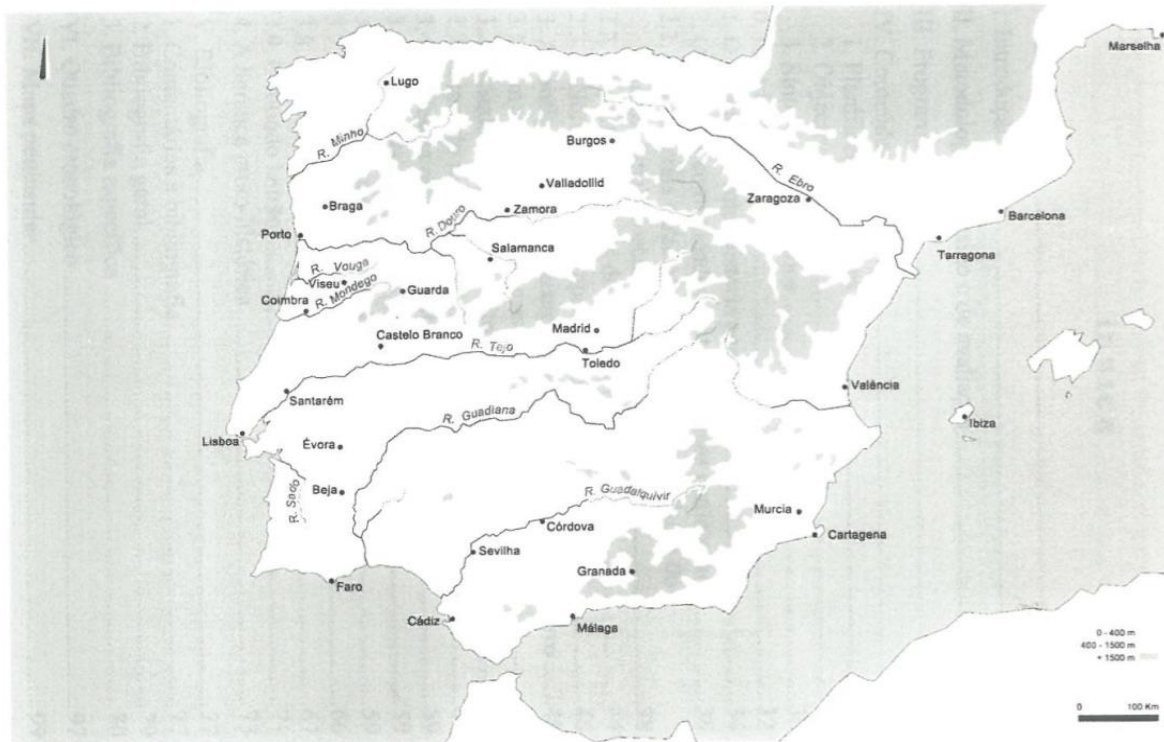 Marselha
Lugo
R. Minho
Burgos
Valladollid
R. Ebro
Braga
Zamora
Zaragoza
Barcelona
Porto
R. Douro
Tarragona
Salamanca
R. Vouga
Viseu
Guarda
Coimbra
R. Mondego
Castelo Branco
Madrid
R. Tejo
Toledo
Santarém
València
R. Guadiana
Ibiza
Lisboa
Évora
Beja
R. Sado
R. Guadalquivir
Murcia
Córdova
Cartagena
Sevilha
Granada
Faro
Cádiz
Málaga
0 - 400 m
400 - 1500 m
+ 1500 m
0 100 Km